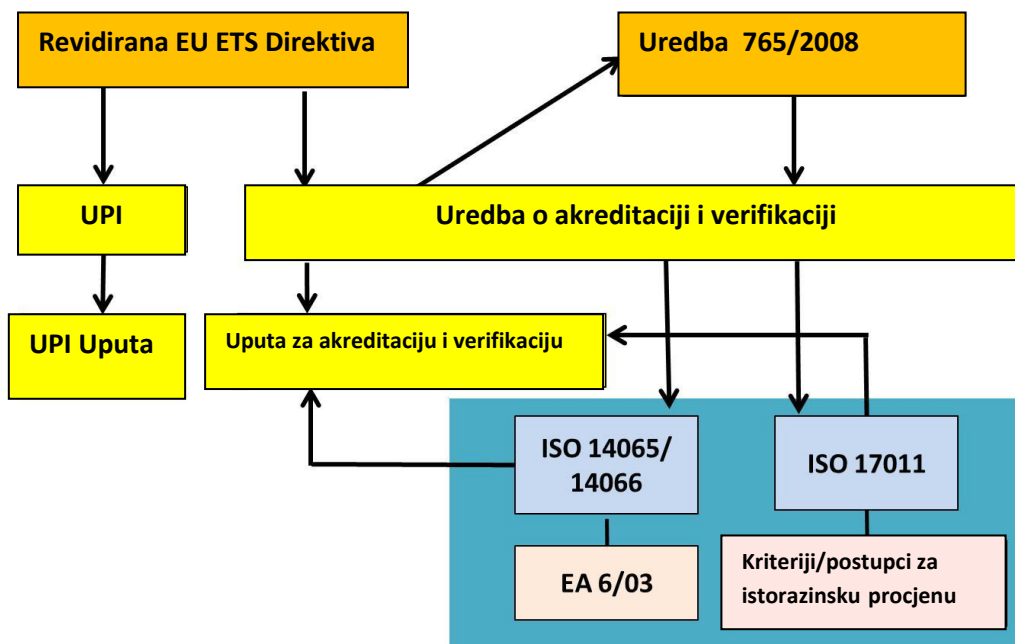 Revidirana EU ETS Direktiva
Uredba 765/2008
UPI
Uredba o akreditaciji i verifikaciji
UPI Uputa
Uputa za akreditaciju i verifikaciju
ISO 14065/
14066
ISO 17011
EA 6/03
Kriteriji/postupci za
istorazinsku procjenu